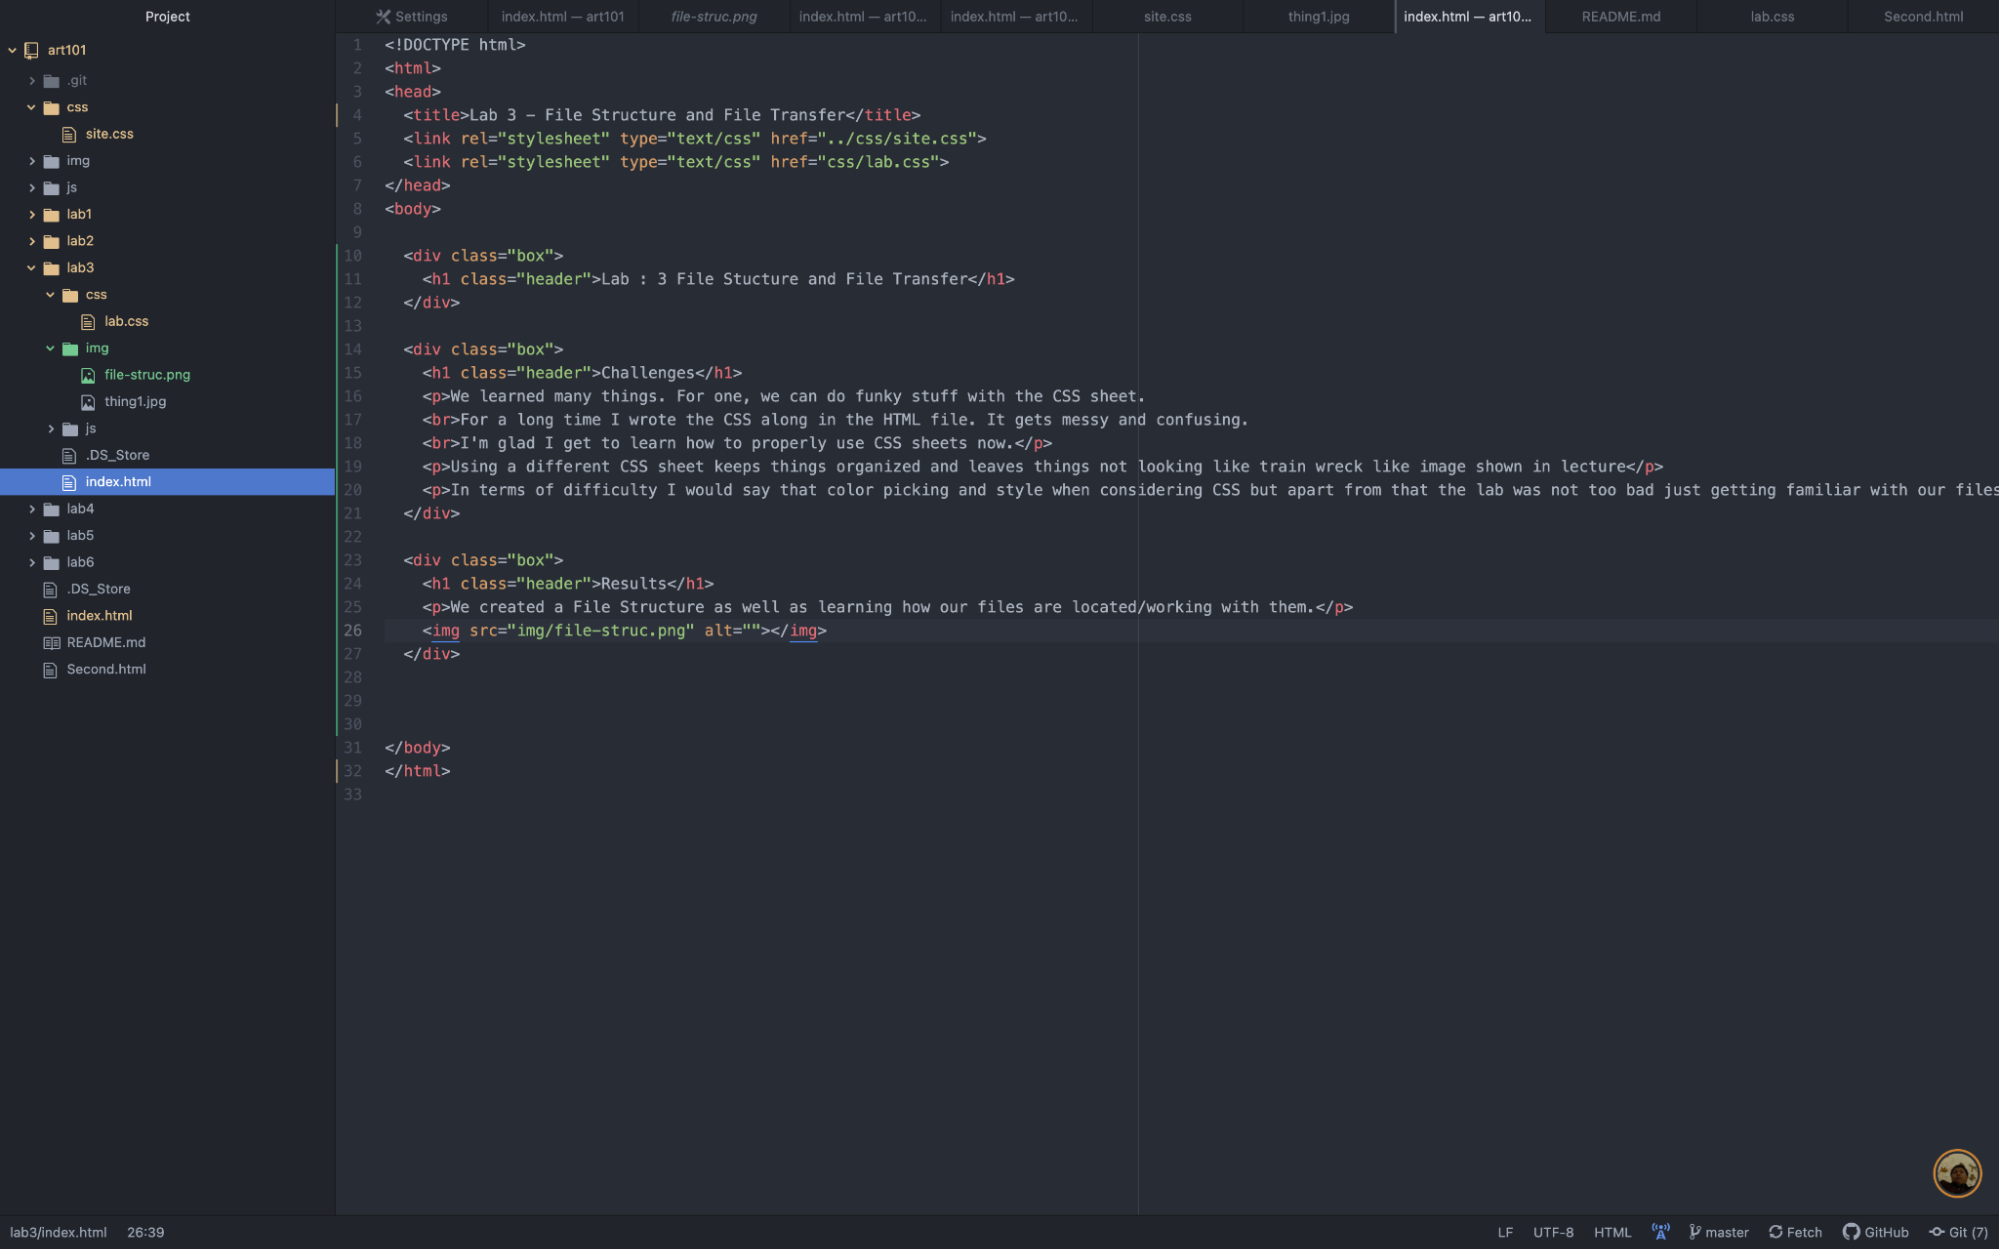 Project
Settings
index.html — art101
file-struc.png
index.html — art10...
index.html — art10...
site.css
thing1.jpg
index.html — art10...
README.md
lab.css
Second.html
art101
.git
css
site.css
img
js
lab1
lab2
lab3
css
lab.css
img
file-struc.png
thing1.jpg
js
.DS_Store
index.html
lab4
lab5
lab6
.DS_Store
index.html
README.md
Second.html
1 <!DOCTYPE html>
2 <html>
3 <head>
4 <title>Lab 3 - File Structure and File Transfer</title>
5 <link rel="stylesheet" type="text/css" href="../css/site.css">
6 <link rel="stylesheet" type="text/css" href="css/lab.css">
7 </head>
8 <body>
9
10 <div class="box">
11 <h1 class="header">Lab : 3 File Stucture and File Transfer</h1>
12 </div>
13
14 <div class="box">
15 <h1 class="header">Challenges</h1>
16 <p>We learned many things. For one, we can do funky stuff with the CSS sheet.
17 <br>For a long time I wrote the CSS along in the HTML file. It gets messy and confusing.
18 <br>I'm glad I get to learn how to properly use CSS sheets now.</p>
19 <p>Using a different CSS sheet keeps things organized and leaves things not looking like train wreck like image shown in lecture</p>
20 <p>In terms of difficulty I would say that color picking and style when considering CSS but apart from that the lab was not too bad just getting familiar with our files
21 </div>
22
23 <div class="box">
24 <h1 class="header">Results</h1>
25 <p>We created a File Structure as well as learning how our files are located/working with them.</p>
26 <img src="img/file-struc.png" alt=""></img>
27 </div>
28
29
30
31 </body>
32 </html>
33
lab3/index.html 26:39
LF UTF-8 HTML master Fetch GitHub Git (7)